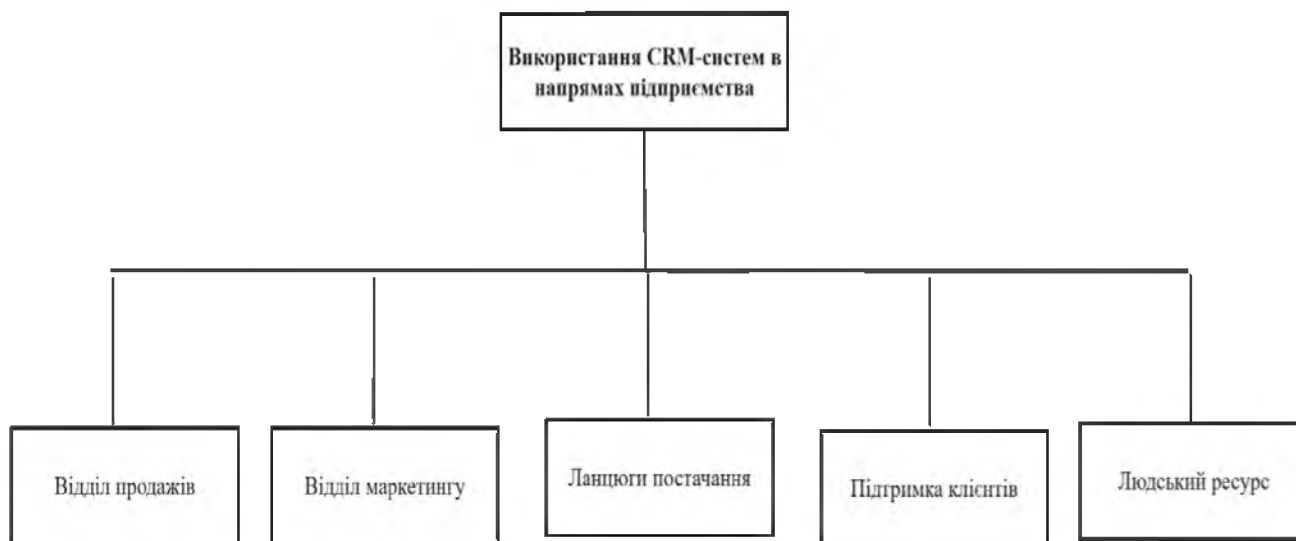 Використання CRM-систем в
напрямах підприємства
Відділ продажів
Відділ маркетингу
Ланцюги постачання
Підтримка клієнтів
Людський ресурс